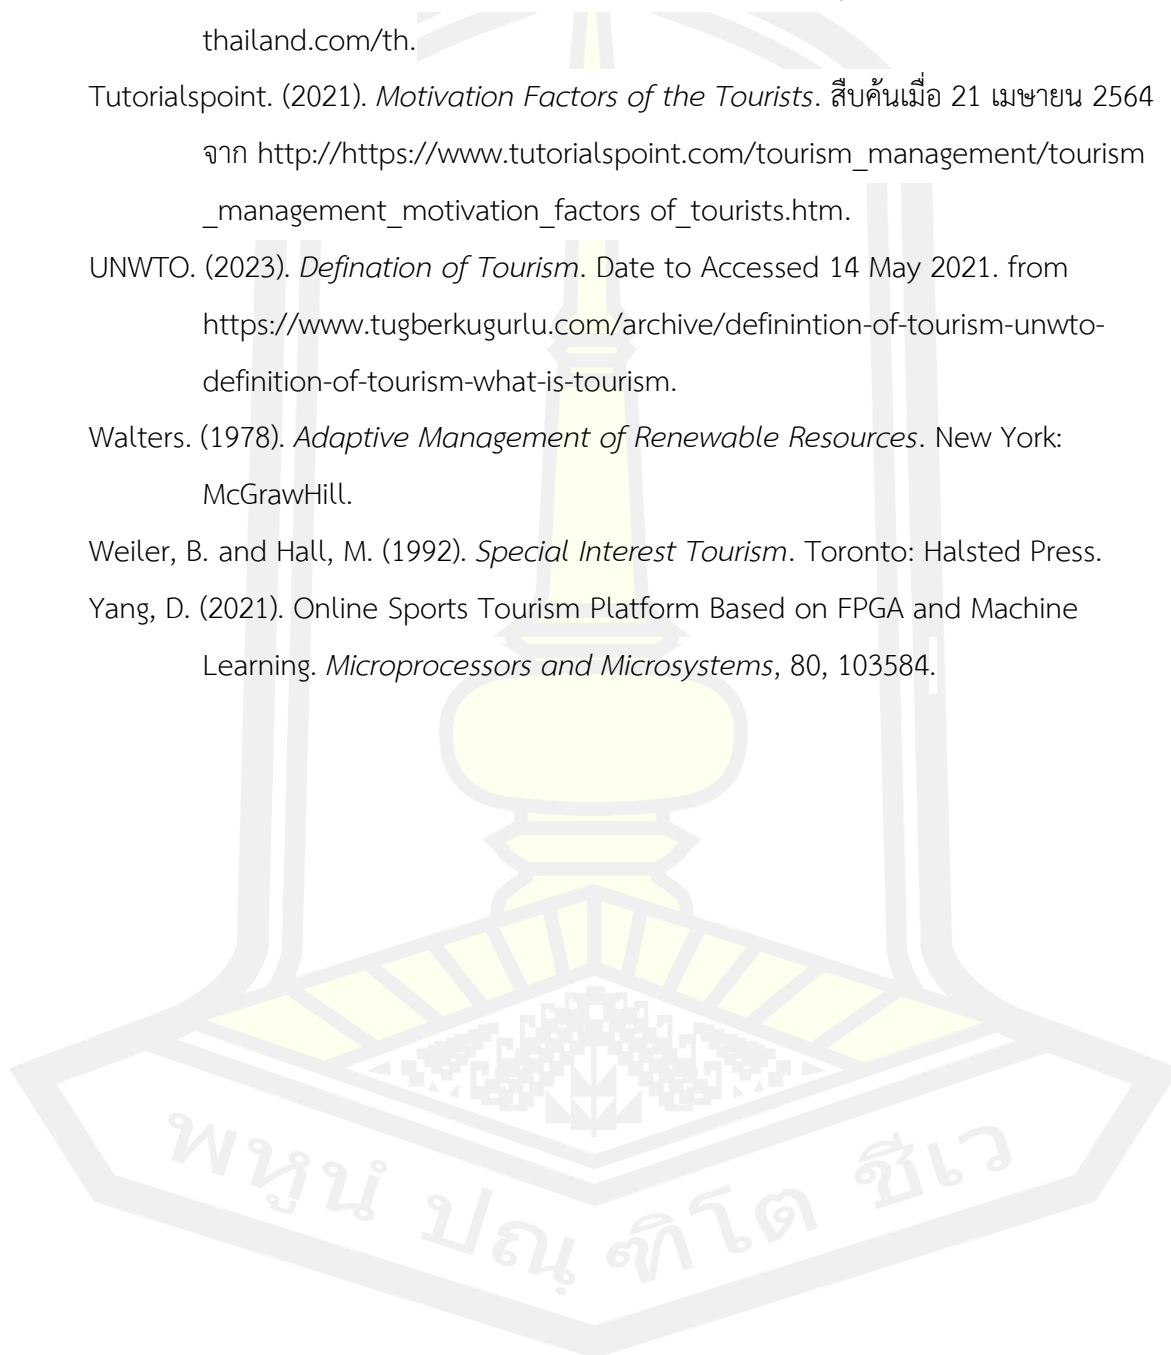 thailand.com/th.
Tutorialspoint. (2021). Motivation Factors of the Tourists. สืบค้นเมื่อ 21 เมษายน 2564
จาก http://https://www.tutorialspoint.com/tourism_management/tourism
_management_motivation_factors of_tourists.htm.
UNWTO. (2023). Defination of Tourism. Date to Accessed 14 May 2021. from
https://www.tugberkugurlu.com/archive/definintion-of-tourism-unwto-
definition-of-tourism-what-is-tourism.
Walters. (1978). Adaptive Management of Renewable Resources. New York:
McGrawHill.
Weiler, B. and Hall, M. (1992). Special Interest Tourism. Toronto: Halsted Press.
Yang, D. (2021). Online Sports Tourism Platform Based on FPGA and Machine
Learning. Microprocessors and Microsystems, 80, 103584.
พหูนํ ปณฺฑิโต ชีเว